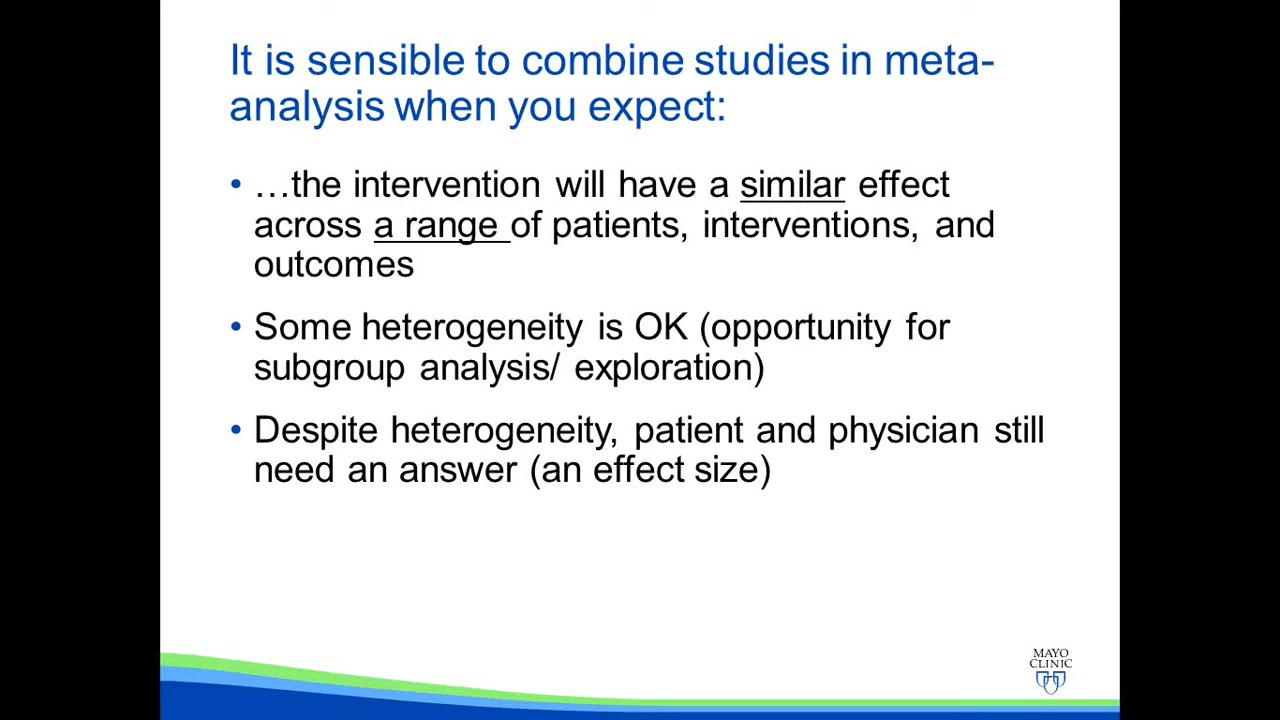 It is sensible to combine studies in meta-
analysis when you expect:
• …the intervention will have a similar effect
across a range of patients, interventions, and
outcomes
• Some heterogeneity is OK (opportunity for
subgroup analysis/ exploration)
• Despite heterogeneity, patient and physician still
need an answer (an effect size)
MAYO
CLINIC